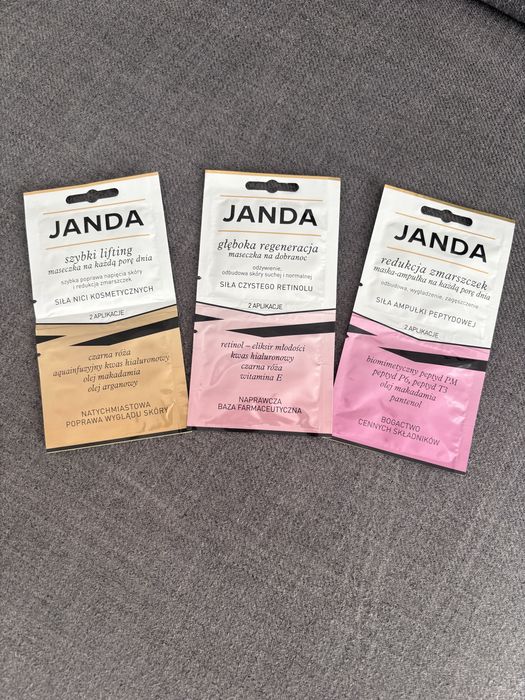 JANDA
szybki lifting
maseczka na każdą porę dnia
szybka poprawa napięcia skóry
i redukcja zmarszczek
SIŁA NICI KOSMETYCZNYCH
2 APLIKACJE
czarna róża
aquainfuzyjny kwas hialuronowy
olej makadamia
olej arganowy
NATYCHMIASTOWA
POPRAWA WYGLĄDU SKÓRY
JANDA
głęboka regeneracja
maseczka na dobranoc
odżywienie,
odbudowa skóry suchej i normalnej
SIŁA CZYSTEGO RETINOLU
2 APLIKACJE
retinol – eliksir młodości
kwas hialuronowy
czarna róża
witamina E
NAPRAWCZA
BAZA FARMACEUTYCZNA
JANDA
redukcja zmarszczek
maska-ampułka na każdą porę dnia
odbudowa, wygładzenie, zagęszczenie
SIŁA AMPUŁKI PEPTYDOWEJ
2 APLIKACJE
biomimetyczny peptyd PM
peptyd P6, peptyd T3
olej makadamia
pantenol
BOGACTWO
CENNYCH SKŁADNIKÓW